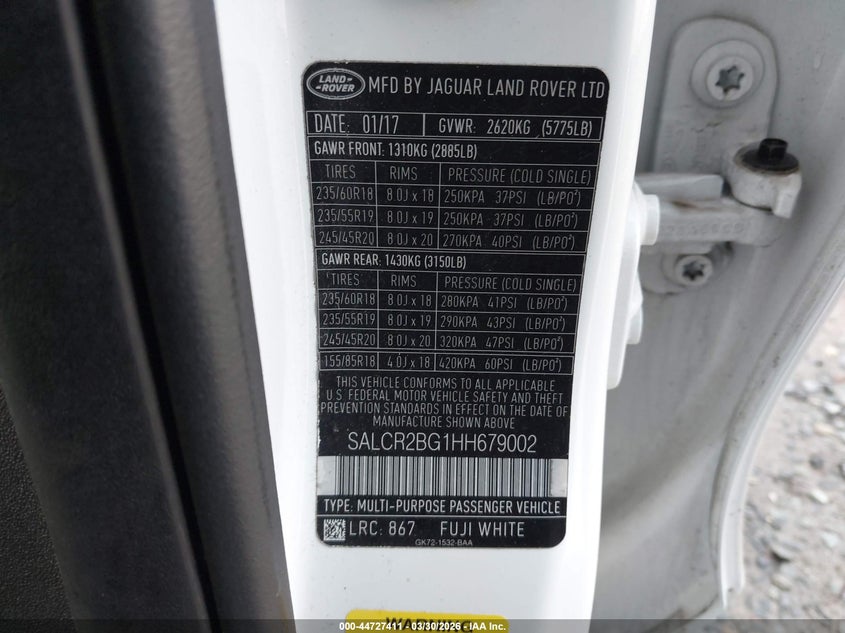 LAND-
-ROVER
MFD BY JAGUAR LAND ROVER LTD
DATE: 01/17 GVWR: 2620KG (5775LB)
GAWR FRONT: 1310KG (2885LB)
TIRES RIMS PRESSURE (COLD SINGLE)
235/60R18 8.0J x 18 250KPA 37PSI (LB/PO²)
235/55R19 8.0J x 19 250KPA 37PSI (LB/PO²)
245/45R20 8.0J x 20 270KPA 40PSI (LB/PO²)
GAWR REAR: 1430KG (3150LB)
TIRES RIMS PRESSURE (COLD SINGLE)
235/60R18 8.0J x 18 280KPA 41PSI (LB/PO²)
235/55R19 8.0J x 19 290KPA 43PSI (LB/PO²)
245/45R20 8.0J x 20 320KPA 47PSI (LB/PO²)
155/85R18 4.0J x 18 420KPA 60PSI (LB/PO²)
THIS VEHICLE CONFORMS TO ALL APPLICABLE
U.S FEDERAL MOTOR VEHICLE SAFETY AND THEFT
PREVENTION STANDARDS IN EFFECT ON THE DATE OF
MANUFACTURE SHOWN ABOVE
SALCR2BG1HH679002
TYPE: MULTI-PURPOSE PASSENGER VEHICLE
LRC: 867 FUJI WHITE
GK72-1532-BAA
WARNING
000-44727411 - 03/30/2026 - IAA Inc.